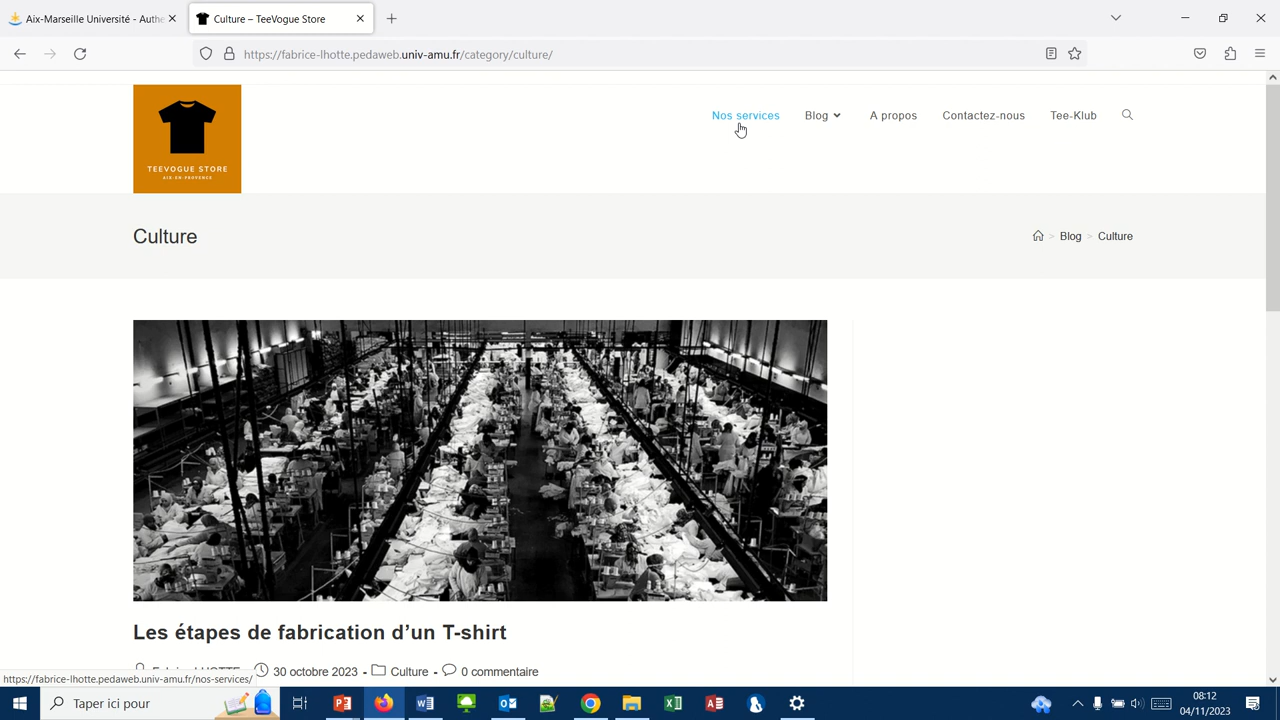 Aix-Marseille Université - Authe
Culture – TeeVogue Store
https://fabrice-lhotte.pedaweb.univ-amu.fr/category/culture/
TEEVOGUE STORE
AIX-EN-PROVENCE
Nos services
Blog
A propos
Contactez-nous
Tee-Klub
Culture
> Blog > Culture
Les étapes de fabrication d’un T-shirt
30 octobre 2023 - Culture - 0 commentaire
https://fabrice-lhotte.pedaweb.univ-amu.fr/nos-services/
Taper ici pour
08:12
04/11/2023